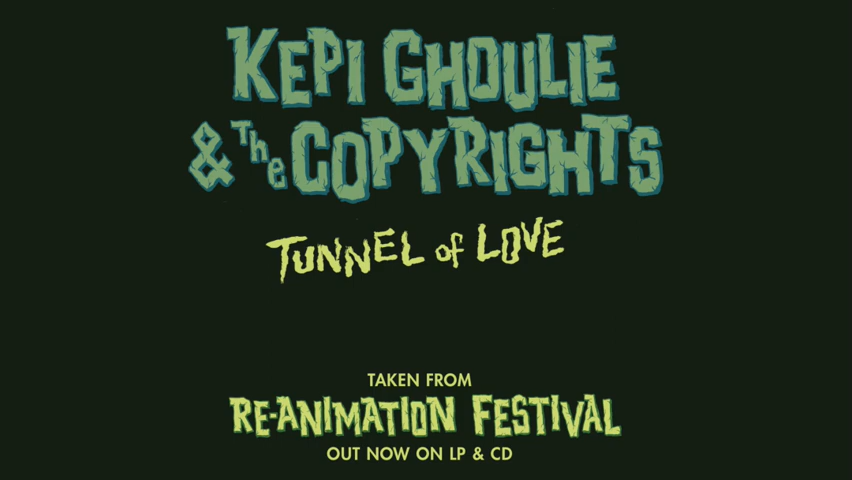 KEPI GHOULIE
& The COPYRIGHTS
TUNNEL of LOVE
TAKEN FROM
RE-ANIMATION FESTIVAL
OUT NOW ON LP & CD